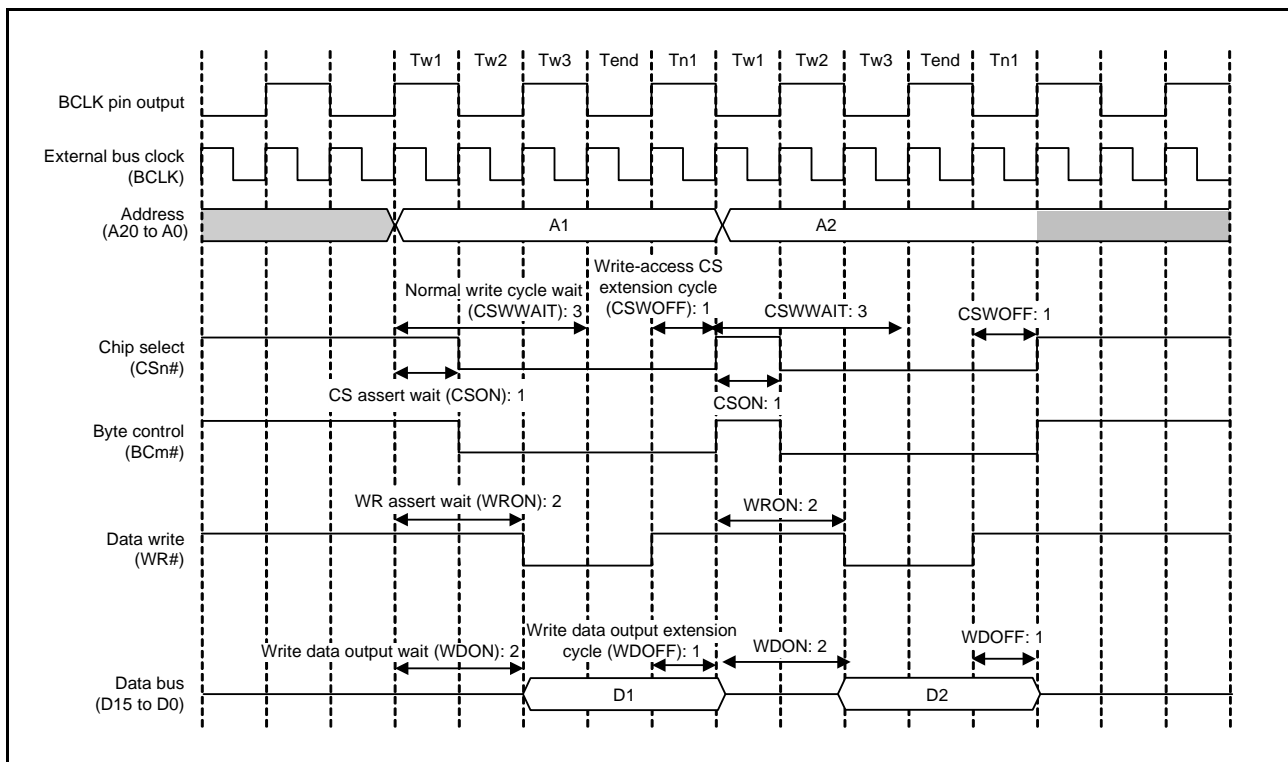 Tw1 Tw2 Tw3 Tend Tn1 Tw1 Tw2 Tw3 Tend Tn1
BCLK pin output
External bus clock
(BCLK)
Address
(A20 to A0)
A1
A2
Normal write cycle wait
(CSWWAIT): 3
Write-access CS
extension cycle
(CSWOFF): 1
CSWWAIT: 3
CSWOFF: 1
Chip select
(CSn#)
CS assert wait (CSON): 1
CSON: 1
Byte control
(BCm#)
WR assert wait (WRON): 2
WRON: 2
Data write
(WR#)
Write data output wait (WDON): 2
Write data output extension
cycle (WDOFF): 1
WDON: 2
WDOFF: 1
Data bus
(D15 to D0)
D1
D2